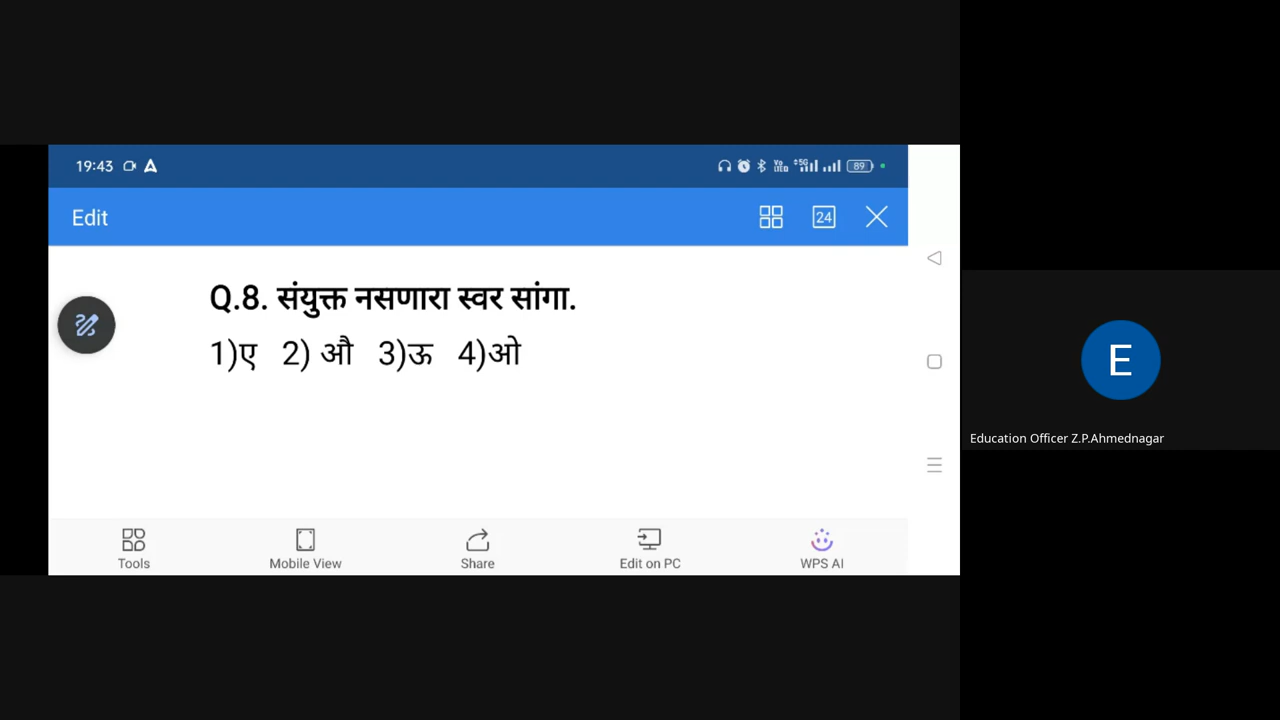 19:43 89
Edit 24
Q.8. संयुक्त नसणारा स्वर सांगा.
1)ए 2) औ 3)ऊ 4)ओ
Tools Mobile View Share Edit on PC WPS AI
E
Education Officer Z.P.Ahmednagar